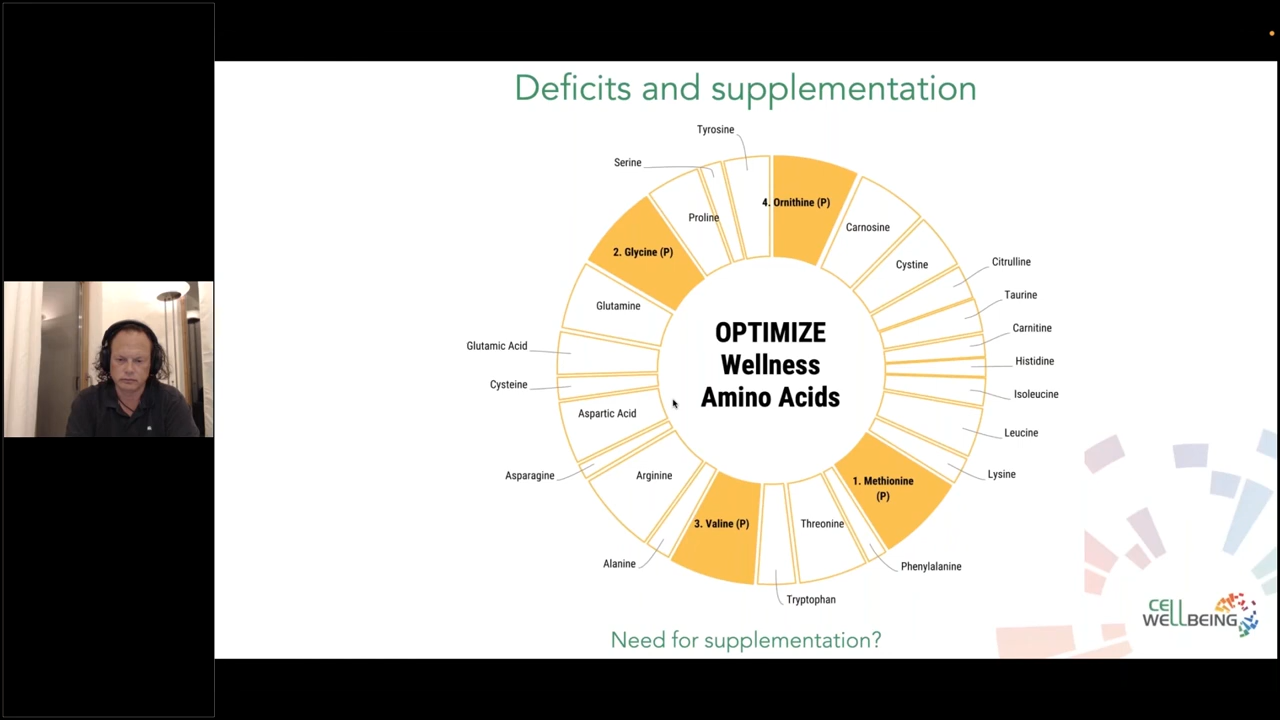 Deficits and supplementation
Tyrosine
Serine
4. Ornithine (P)
Proline
Carnosine
2. Glycine (P)
Cystine
Citrulline
Taurine
Glutamine
Carnitine
Glutamic Acid
Histidine
Cysteine
Isoleucine
Aspartic Acid
Leucine
OPTIMIZE
Wellness
Amino Acids
Asparagine
Arginine
Lysine
1. Methionine
(P)
3. Valine (P)
Threonine
Alanine
Phenylalanine
Tryptophan
Need for supplementation?
CELL
WELLBEING